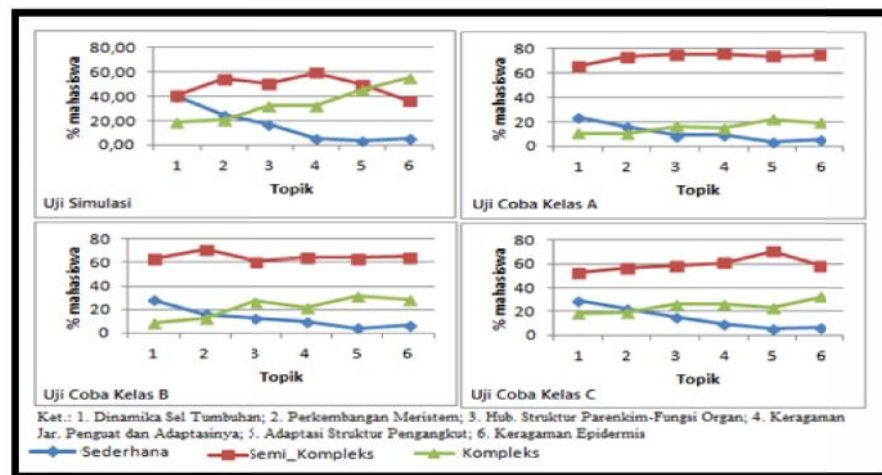 % mahasiswa
80,00
60,00
40,00
20,00
0,00
1 2 3 4 5 6
Topik
Uji Simulasi
% mahasiswa
80
60
40
20
0
1 2 3 4 5 6
Topik
Uji Coba Kelas A
% mahasiswa
80
60
40
20
0
1 2 3 4 5 6
Topik
Uji Coba Kelas B
% mahasiswa
80
60
40
20
0
1 2 3 4 5 6
Topik
Uji Coba Kelas C
Ket.: 1. Dinamika Sel Tumbuhan; 2. Perkembangan Meristem; 3. Hub. Struktur Parenkim-Fungsi Organ; 4. Keragaman
Jar. Penguat dan Adaptasinya; 5. Adaptasi Struktur Pengangkut; 6. Keragaman Epidermis
Sederhana Semi_Kompleks Kompleks